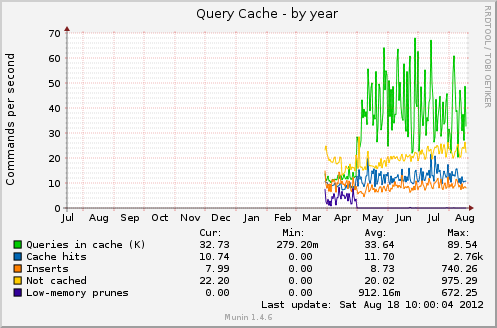 Query Cache - by year
RRDTOOL / TOBI OETIKER
Commands per second
70
60
50
40
30
20
10
0
Jul Aug Sep Oct Nov Dec Jan Feb Mar Apr May Jun Jul Aug
Cur: Min: Avg: Max:
Queries in cache (K) 32.73 279.20m 33.64 89.54
Cache hits 10.74 0.00 11.70 2.76k
Inserts 7.99 0.00 8.73 740.26
Not cached 22.20 0.00 20.02 975.29
Low-memory prunes 0.00 0.00 912.16m 672.25
Last update: Sat Aug 18 10:00:04 2012
Munin 1.4.6